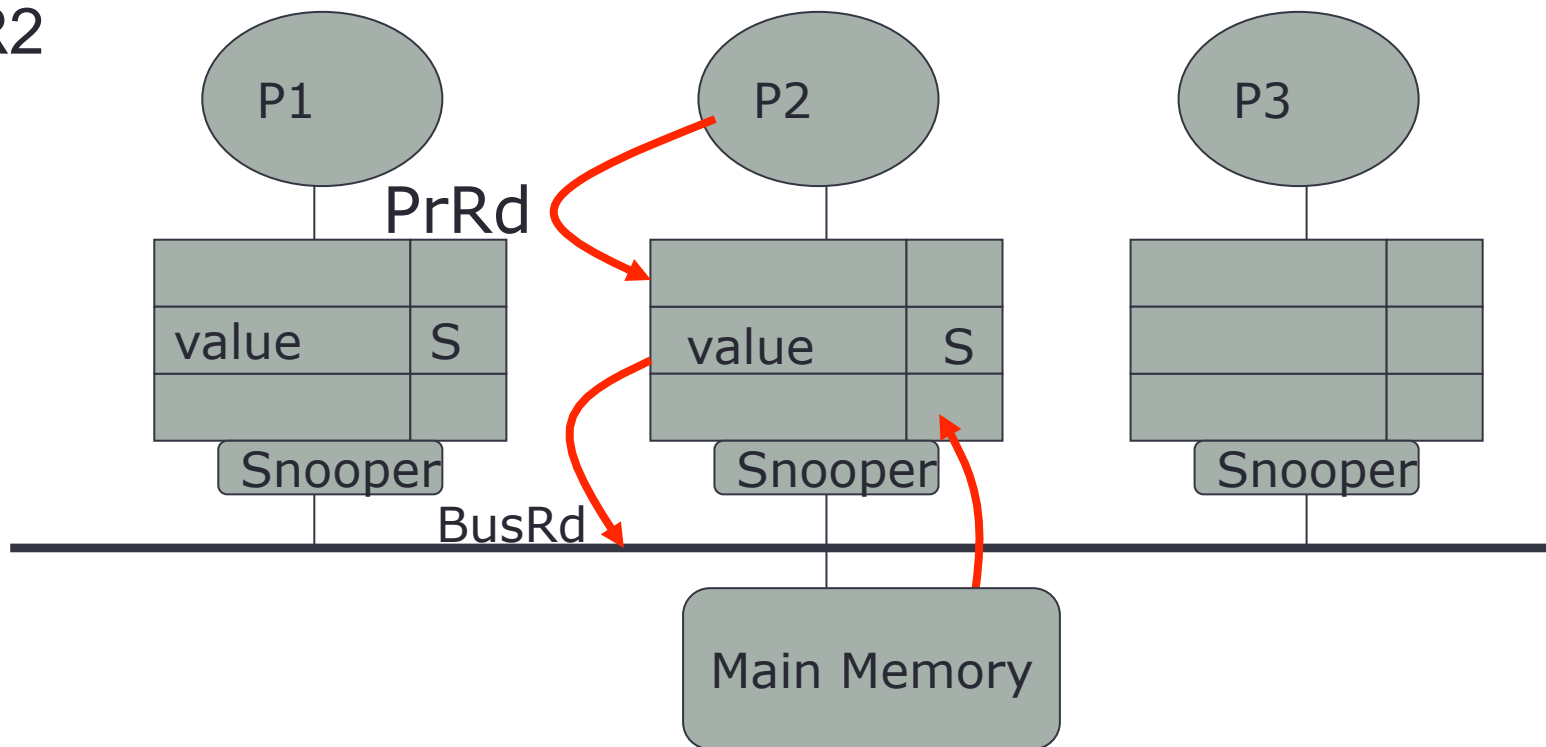 R2
P1
P2
P3
PrRd
value S
value S
Snooper
Snooper
Snooper
BusRd
Main Memory